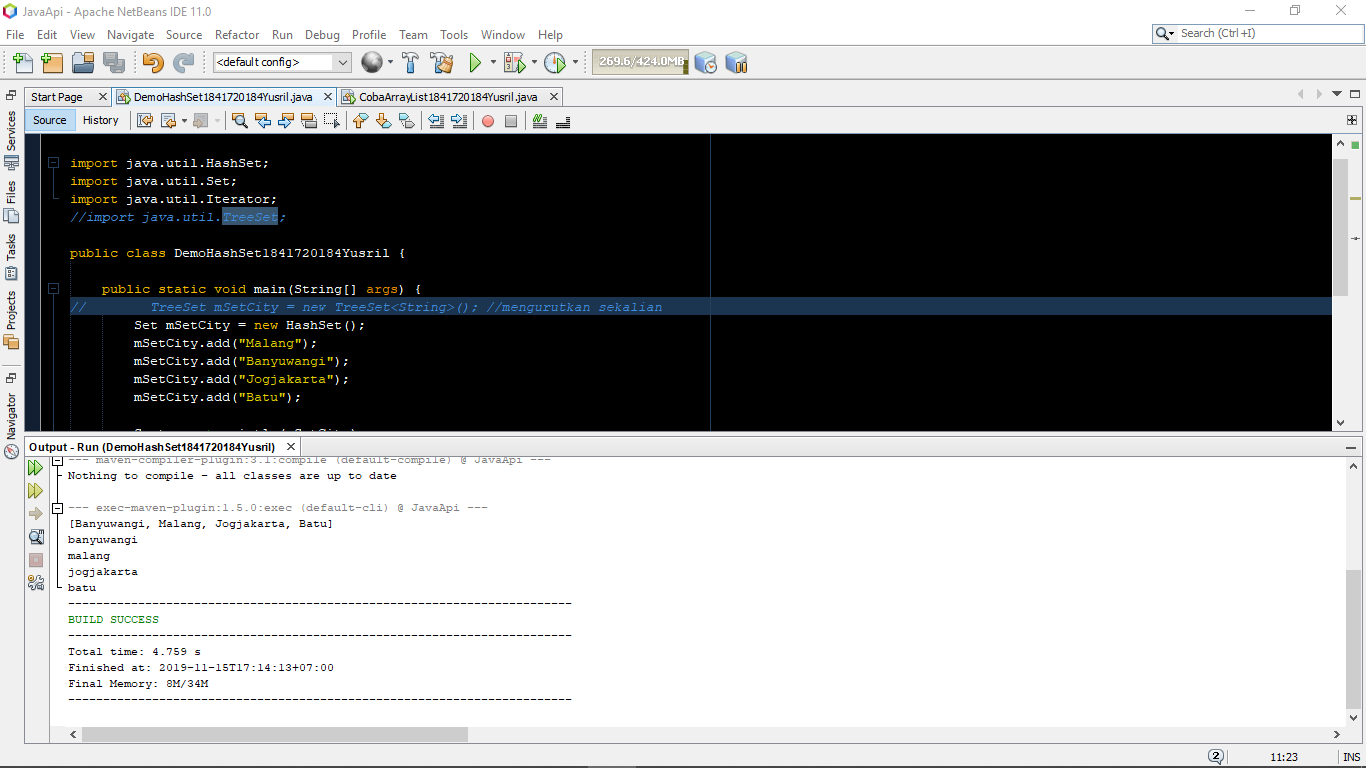 JavaApi - Apache NetBeans IDE 11.0
File Edit View Navigate Source Refactor Run Debug Profile Team Tools Window Help
Search (Ctrl+I)
<default config>
269.6/424.0MB
Start Page
DemoHashSet1841720184Yusril.java
CobaArrayList1841720184Yusril.java
Source History
Services
Files
Tasks
Projects
Navigator
import java.util.HashSet;
import java.util.Set;
import java.util.Iterator;
//import java.util.TreeSet;
public class DemoHashSet1841720184Yusril {
public static void main(String[] args) {
// TreeSet mSetCity = new TreeSet<String>(); //mengurutkan sekalian
Set mSetCity = new HashSet();
mSetCity.add("Malang");
mSetCity.add("Banyuwangi");
mSetCity.add("Jogjakarta");
mSetCity.add("Batu");
Output - Run (DemoHashSet1841720184Yusril)
--- maven-compiler-plugin:3.1:compile (default-compile) @ JavaApi ---
Nothing to compile - all classes are up to date
--- exec-maven-plugin:1.5.0:exec (default-cli) @ JavaApi ---
[Banyuwangi, Malang, Jogjakarta, Batu]
banyuwangi
malang
jogjakarta
batu
------------------------------------------------------------------------
BUILD SUCCESS
------------------------------------------------------------------------
Total time: 4.759 s
Finished at: 2019-11-15T17:14:13+07:00
Final Memory: 8M/34M
------------------------------------------------------------------------
2
11:23
INS